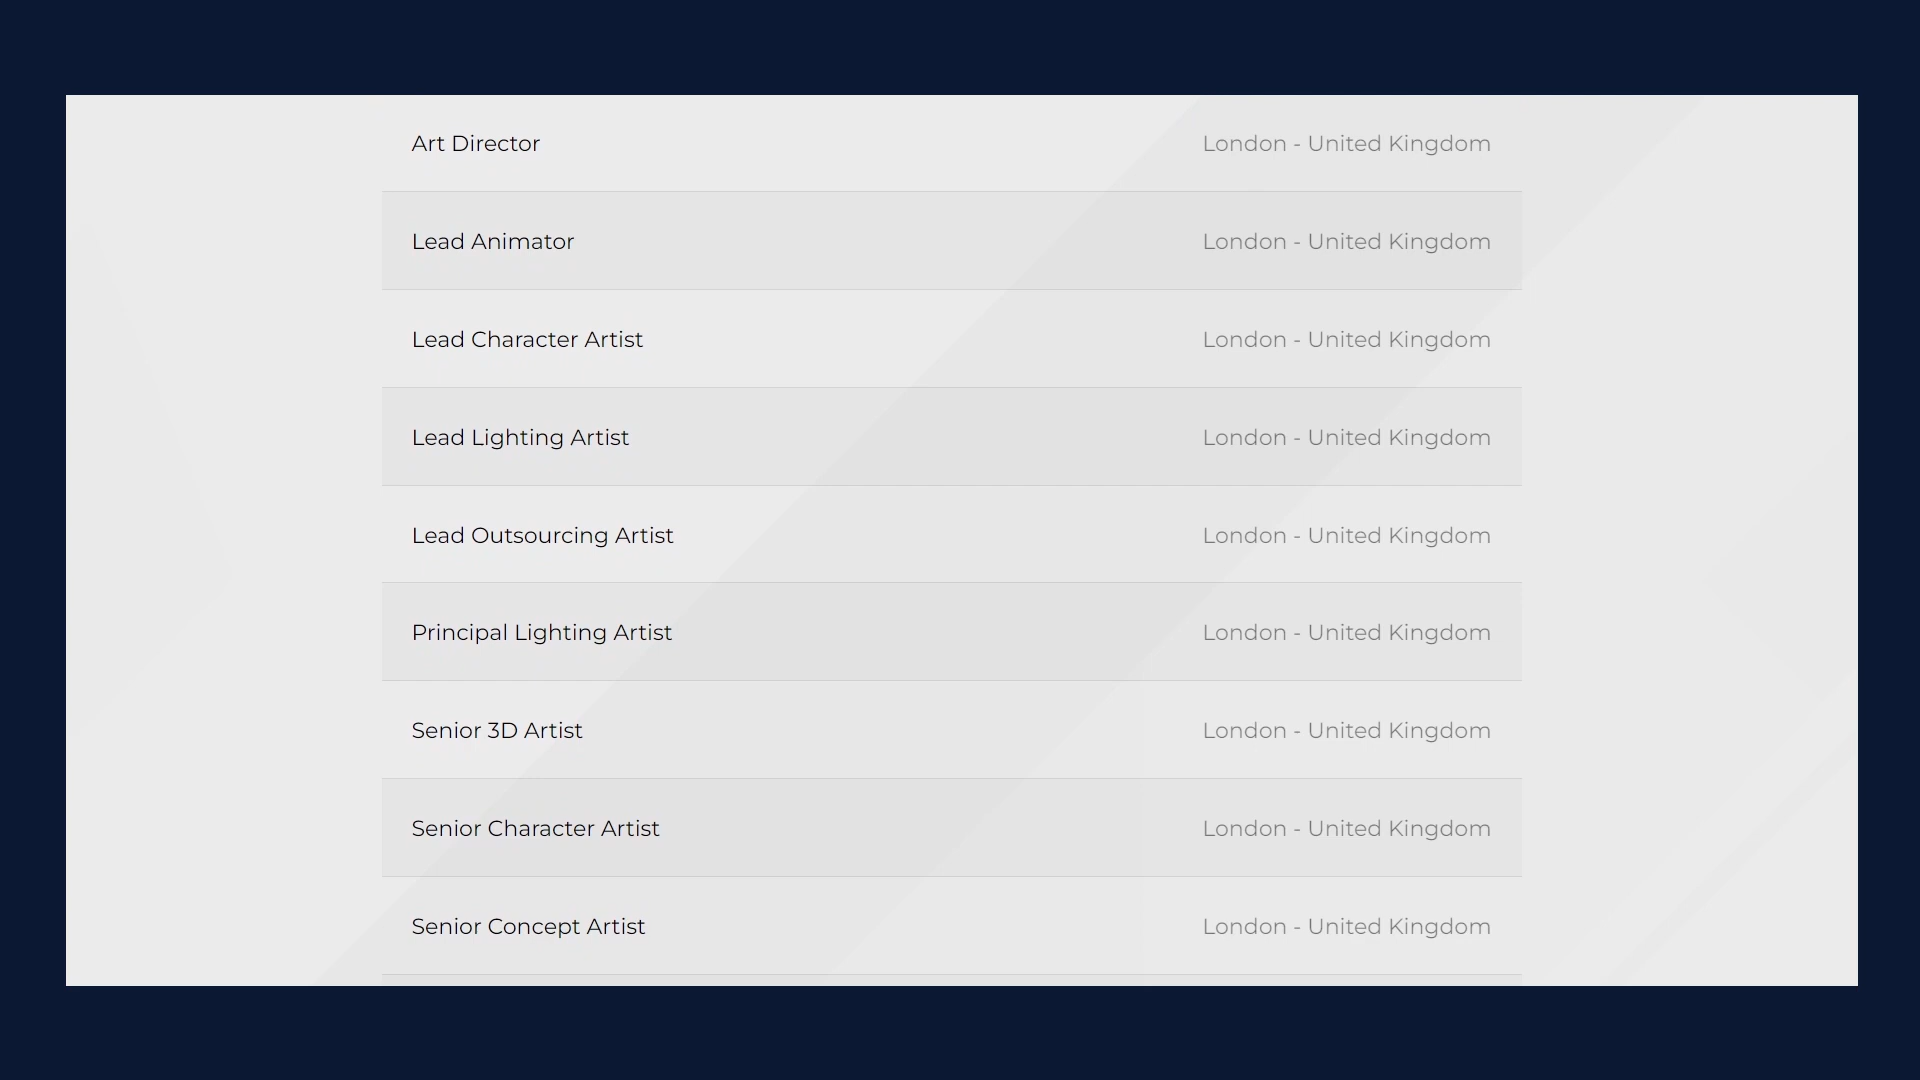 Art Director London - United Kingdom
Lead Animator London - United Kingdom
Lead Character Artist London - United Kingdom
Lead Lighting Artist London - United Kingdom
Lead Outsourcing Artist London - United Kingdom
Principal Lighting Artist London - United Kingdom
Senior 3D Artist London - United Kingdom
Senior Character Artist London - United Kingdom
Senior Concept Artist London - United Kingdom